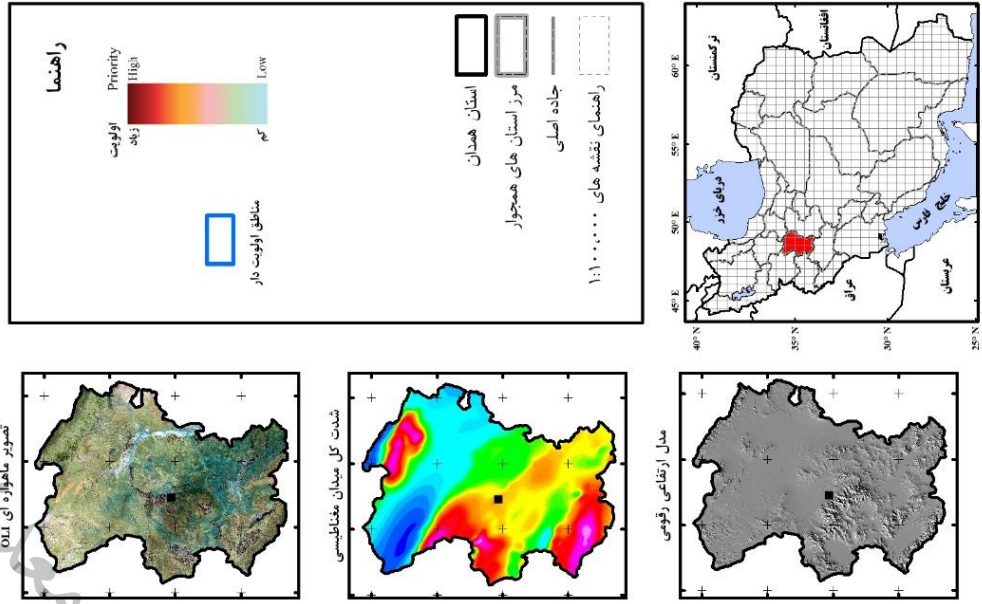 راهنما
اولویت Priority
زیاد High
کم Low
مناطق اولویت دار
استان همدان
مرز استان های همجوار
جاده اصلی
راهنمای نقشه های ۱:۱۰۰،۰۰۰
45° E 50° E 55° E 60° E
40° N
35° N
30° N
25° N
ترکمنستان
افغانستان
دریای خزر
عراق
خلیج فارس
عربستان
تصویر ماهواره ای OLI
شدت کل میدان مغناطیسی
مدل ارتفاعی رقومی